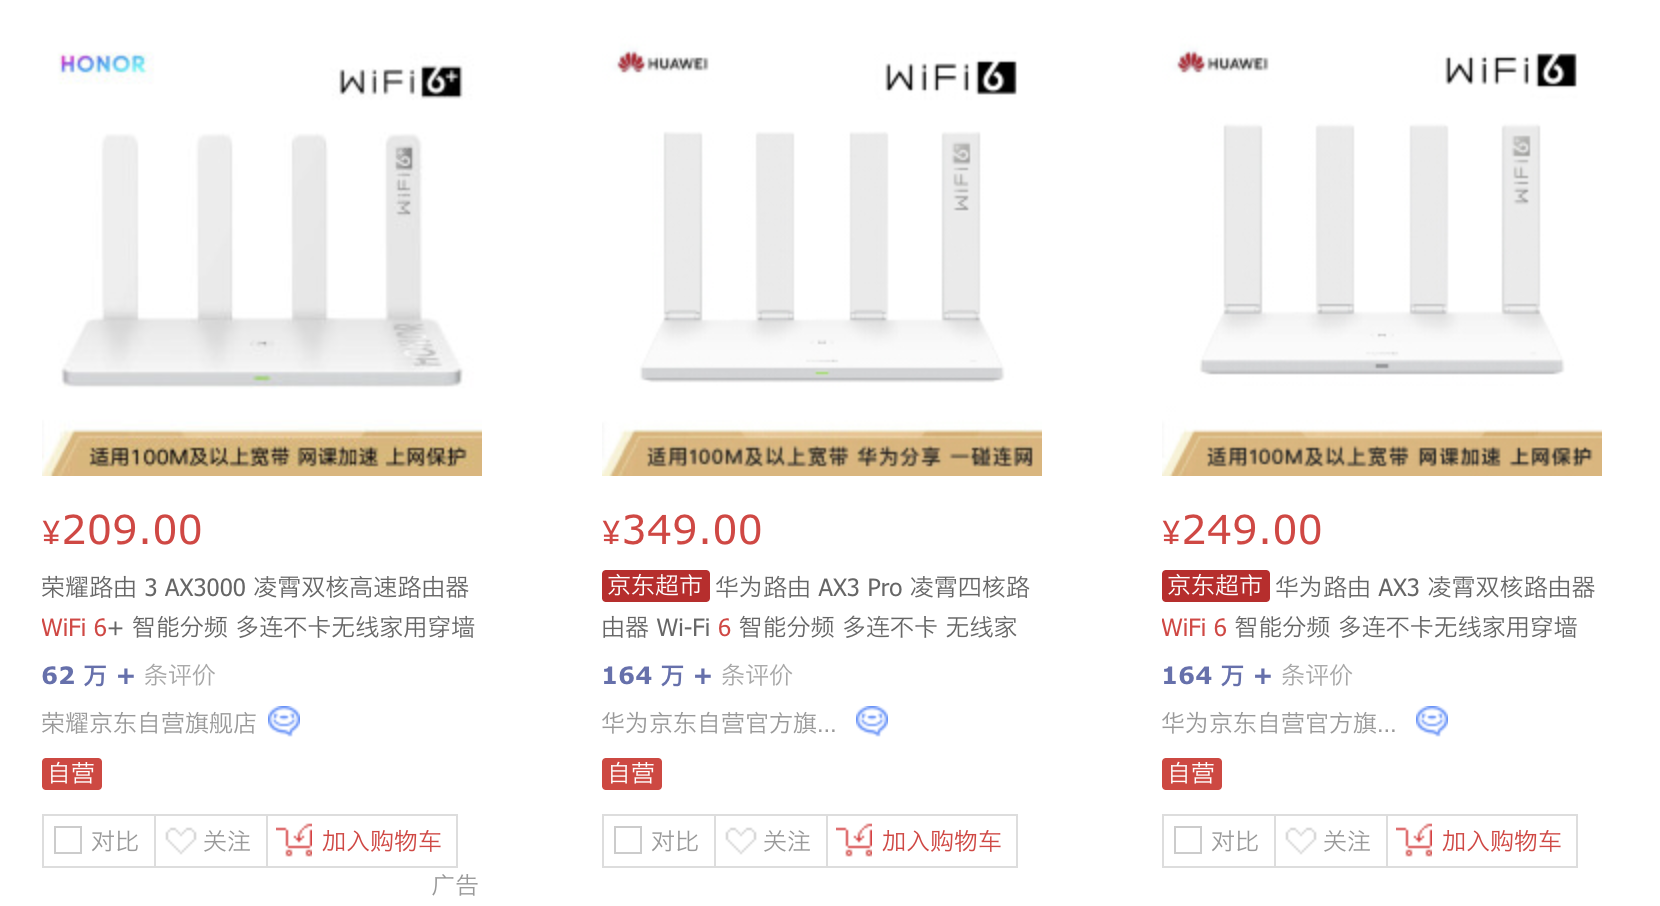 HONOR
WiFi 6+
WiFi 6+
HONOR
适用100M及以上宽带 网课加速 上网保护
¥209.00
荣耀路由 3 AX3000 凌霄双核高速路由器
WiFi 6+ 智能分频 多连不卡无线家用穿墙
62 万 + 条评价
荣耀京东自营旗舰店
自营
对比 关注 加入购物车
广告
HUAWEI
WiFi 6
WiFi 6
适用100M及以上宽带 华为分享 一碰连网
¥349.00
京东超市 华为路由 AX3 Pro 凌霄四核路
由器 Wi-Fi 6 智能分频 多连不卡 无线家
164 万 + 条评价
华为京东自营官方旗...
自营
对比 关注 加入购物车
HUAWEI
WiFi 6
WiFi 6
适用100M及以上宽带 网课加速 上网保护
¥249.00
京东超市 华为路由 AX3 凌霄双核路由器
WiFi 6 智能分频 多连不卡无线家用穿墙
164 万 + 条评价
华为京东自营官方旗...
自营
对比 关注 加入购物车